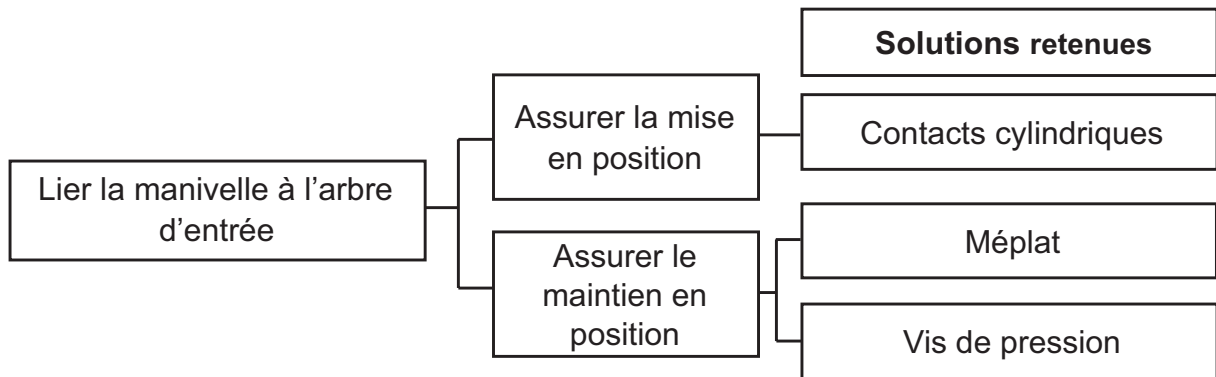 Solutions retenues
Assurer la mise
en position
Contacts cylindriques
Lier la manivelle à l’arbre
d’entrée
Assurer le
maintien en
position
Méplat
Vis de pression